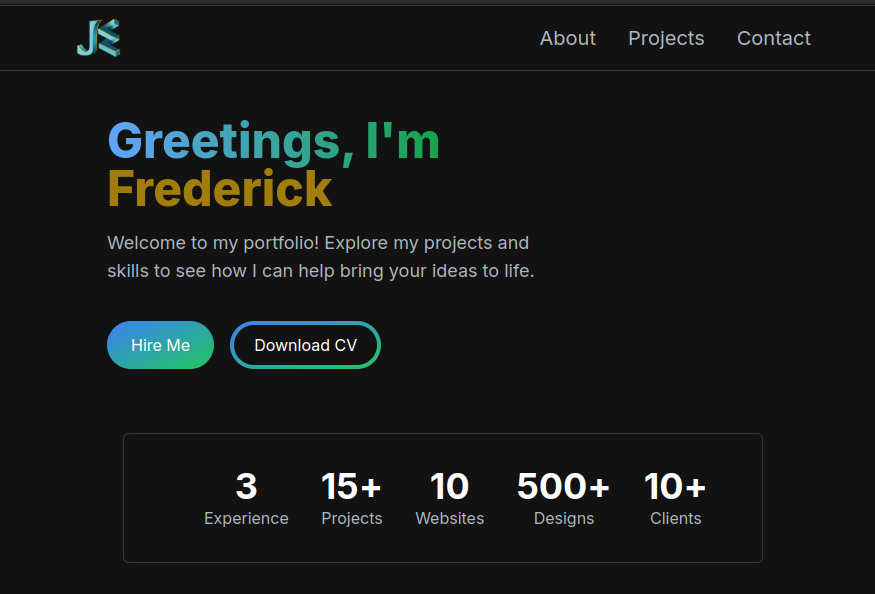 About Projects Contact
Greetings, I'm
Frederick
Welcome to my portfolio! Explore my projects and
skills to see how I can help bring your ideas to life.
Hire Me Download CV
3 15+ 10 500+ 10+
Experience Projects Websites Designs Clients